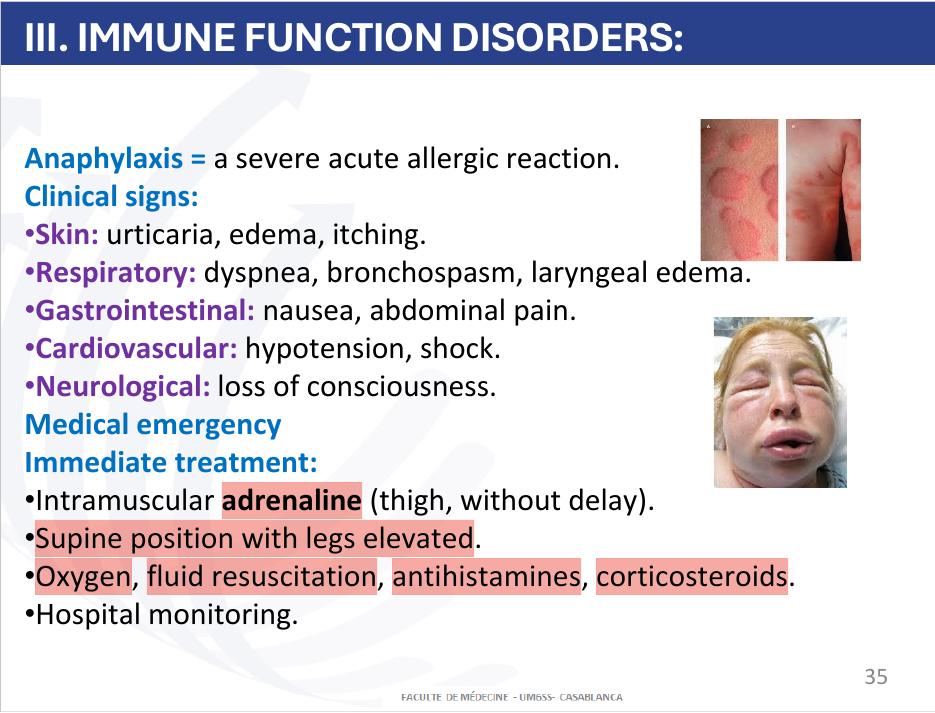 III. IMMUNE FUNCTION DISORDERS:
Anaphylaxis = a severe acute allergic reaction.
Clinical signs:
•Skin: urticaria, edema, itching.
•Respiratory: dyspnea, bronchospasm, laryngeal edema.
•Gastrointestinal: nausea, abdominal pain.
•Cardiovascular: hypotension, shock.
•Neurological: loss of consciousness.
Medical emergency
Immediate treatment:
•Intramuscular adrenaline (thigh, without delay).
•Supine position with legs elevated.
•Oxygen, fluid resuscitation, antihistamines, corticosteroids.
•Hospital monitoring.
35
FACULTE DE MÉDECINE - UM6SS- CASABLANCA